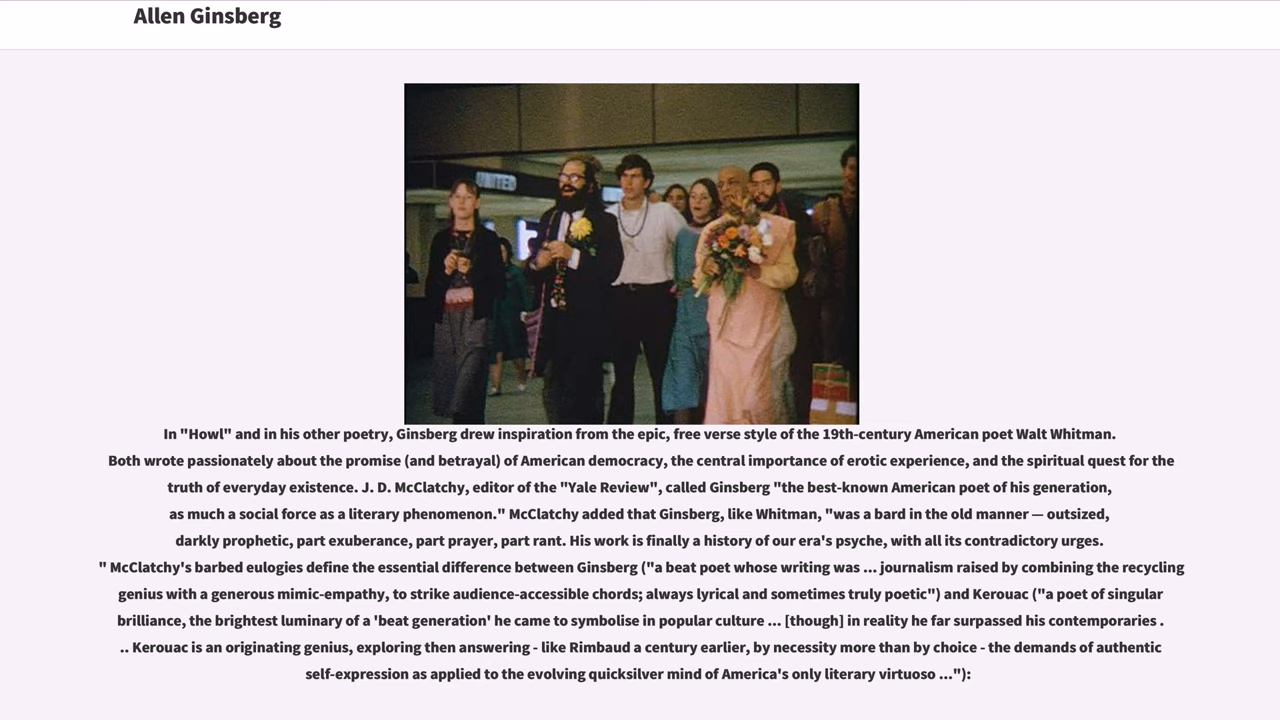 Allen Ginsberg
UNITED
In "Howl" and in his other poetry, Ginsberg drew inspiration from the epic, free verse style of the 19th-century American poet Walt Whitman.
Both wrote passionately about the promise (and betrayal) of American democracy, the central importance of erotic experience, and the spiritual quest for the
truth of everyday existence. J. D. McClatchy, editor of the "Yale Review", called Ginsberg "the best-known American poet of his generation,
as much a social force as a literary phenomenon." McClatchy added that Ginsberg, like Whitman, "was a bard in the old manner — outsized,
darkly prophetic, part exuberance, part prayer, part rant. His work is finally a history of our era's psyche, with all its contradictory urges.
" McClatchy's barbed eulogies define the essential difference between Ginsberg ("a beat poet whose writing was ... journalism raised by combining the recycling
genius with a generous mimic-empathy, to strike audience-accessible chords; always lyrical and sometimes truly poetic") and Kerouac ("a poet of singular
brilliance, the brightest luminary of a 'beat generation' he came to symbolise in popular culture ... [though] in reality he far surpassed his contemporaries .
.. Kerouac is an originating genius, exploring then answering - like Rimbaud a century earlier, by necessity more than by choice - the demands of authentic
self-expression as applied to the evolving quicksilver mind of America's only literary virtuoso ..."):